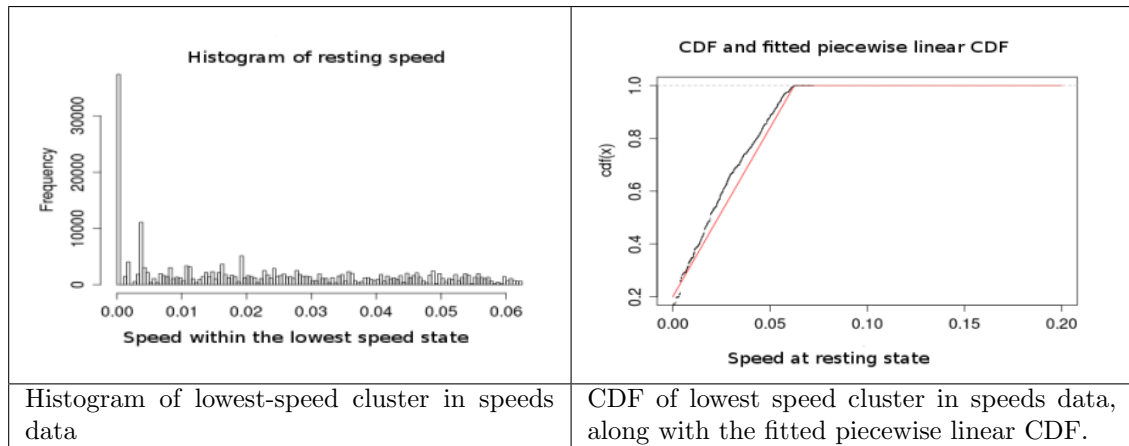 Histogram of resting speed
Frequency
30000
20000
10000
0
0.00 0.01 0.02 0.03 0.04 0.05 0.06
Speed within the lowest speed state
CDF and fitted piecewise linear CDF
cdf(x)
1.0
0.8
0.6
0.4
0.2
0.00 0.05 0.10 0.15 0.20
Speed at resting state
Histogram of lowest-speed cluster in speeds
data
CDF of lowest speed cluster in speeds data,
along with the fitted piecewise linear CDF.